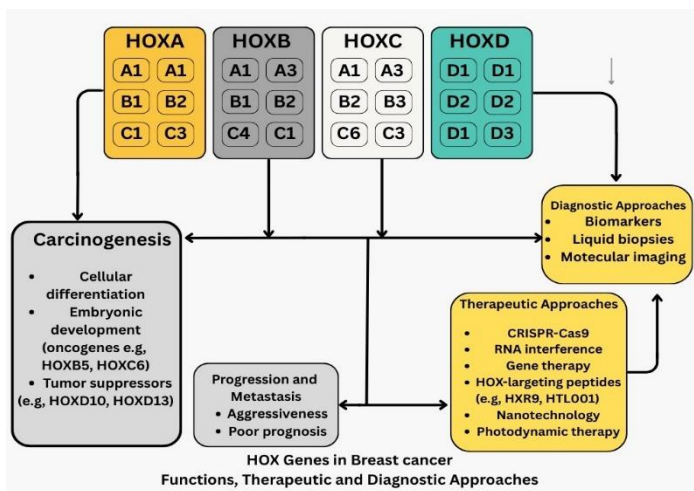 HOXA
A1 A1
B1 B2
C1 C3
HOXB
A1 A3
B1 B2
C4 C1
HOXC
A1 A3
B2 B3
C6 C3
HOXD
D1 D1
D2 D2
D1 D3
Carcinogenesis
Cellular
differentiation
Embryonic
development
(oncogenes e.g,
HOXB5, HOXC6)
Tumor suppressors
(e.g, HOXD10, HOXD13)
Diagnostic Approaches
Biomarkers
Liquid biopsies
Molecular imaging
Therapeutic Approaches
CRISPR-Cas9
RNA interference
Gene therapy
HOX-largeting peptides
(e.g, HXR9, HTL001)
Nanotechnology
Photodynamic therapy
Progression and
Metastasis
Aggressiveness
Poor prognosis
HOX Genes in Breast cancer
Functions, Therapeutic and Diagnostic Approaches